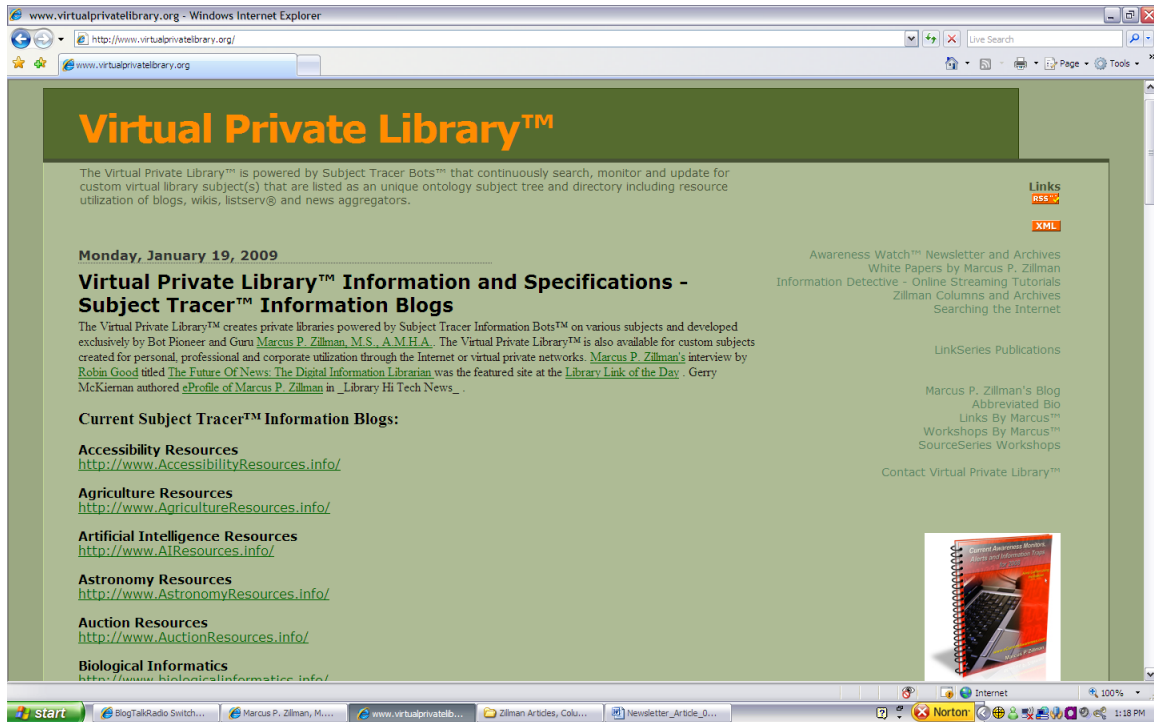 www.virtualprivatelibrary.org - Windows Internet Explorer
http://www.virtualprivatelibrary.org/
Live Search
www.virtualprivatelibrary.org
Page
Tools
Virtual Private Library™
The Virtual Private Library™ is powered by Subject Tracer Bots™ that continuously search, monitor and update for
custom virtual library subject(s) that are listed as an unique ontology subject tree and directory including resource
utilization of blogs, wikis, listserv® and news aggregators.
Links
RSS
XML
Monday, January 19, 2009
Virtual Private Library™ Information and Specifications -
Subject Tracer™ Information Blogs
The Virtual Private Library™ creates private libraries powered by Subject Tracer Information Bots™ on various subjects and developed
exclusively by Bot Pioneer and Guru Marcus P. Zillman, M.S., A.M.H.A.. The Virtual Private Library™ is also available for custom subjects
created for personal, professional and corporate utilization through the Internet or virtual private networks. Marcus P. Zillman's interview by
Robin Good titled The Future Of News: The Digital Information Librarian was the featured site at the Library Link of the Day . Gerry
McKiernan authored eProfile of Marcus P. Zillman in _Library Hi Tech News_ .
Current Subject Tracer™ Information Blogs:
Accessibility Resources
http://www.AccessibilityResources.info/
Agriculture Resources
http://www.AgricultureResources.info/
Artificial Intelligence Resources
http://www.AIResources.info/
Astronomy Resources
http://www.AstronomyResources.info/
Auction Resources
http://www.AuctionResources.info/
Biological Informatics
http://www.biologicalinformatics.info/
Awareness Watch™ Newsletter and Archives
White Papers by Marcus P. Zillman
Information Detective - Online Streaming Tutorials
Zillman Columns and Archives
Searching the Internet
LinkSeries Publications
Marcus P. Zillman's Blog
Abbreviated Bio
Links By Marcus™
Workshops By Marcus™
SourceSeries Workshops
Contact Virtual Private Library™
Current Awareness Monitors,
Alerts and Information Traps
Marcus P. Zillman
Internet
100%
start
BlogTalkRadio Switch...
Marcus P. Zillman, M....
www.virtualprivatelib...
Zillman Articles, Colu...
Newsletter_Article_0...
Norton
1:18 PM